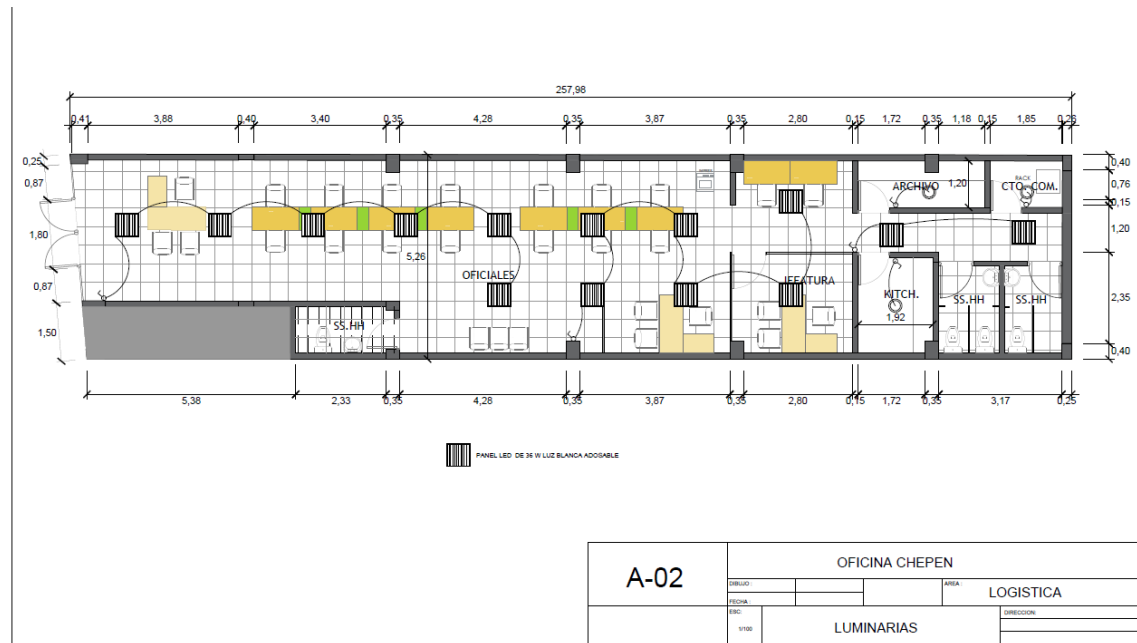 257,98
0,41 3,88 0,40 3,40 0,35 4,28 0,35 3,87 0,35 2,80 0,15 1,72 0,35 1,18 0,15 1,85 0,26
0,25
0,87
1,80
0,87
1,50
0,40
0,76
0,15
1,20
2,35
0,40
ARCHIVO
1,20
RACK
CTO. COM.
5,26
OFICIALES
JEFATURA
KITCH.
1,92
SS.HH
SS.HH
SS.HH
5,38 2,33 0,35 4,28 0,35 3,87 0,35 2,80 0,15 1,72 0,35 3,17 0,25
PANEL LED DE 36 W LUZ BLANCA ADOSABLE
A-02
OFICINA CHEPEN
DIBUJO :
AREA :
LOGISTICA
FECHA :
ESC:
1/100
LUMINARIAS
DIRECCION: